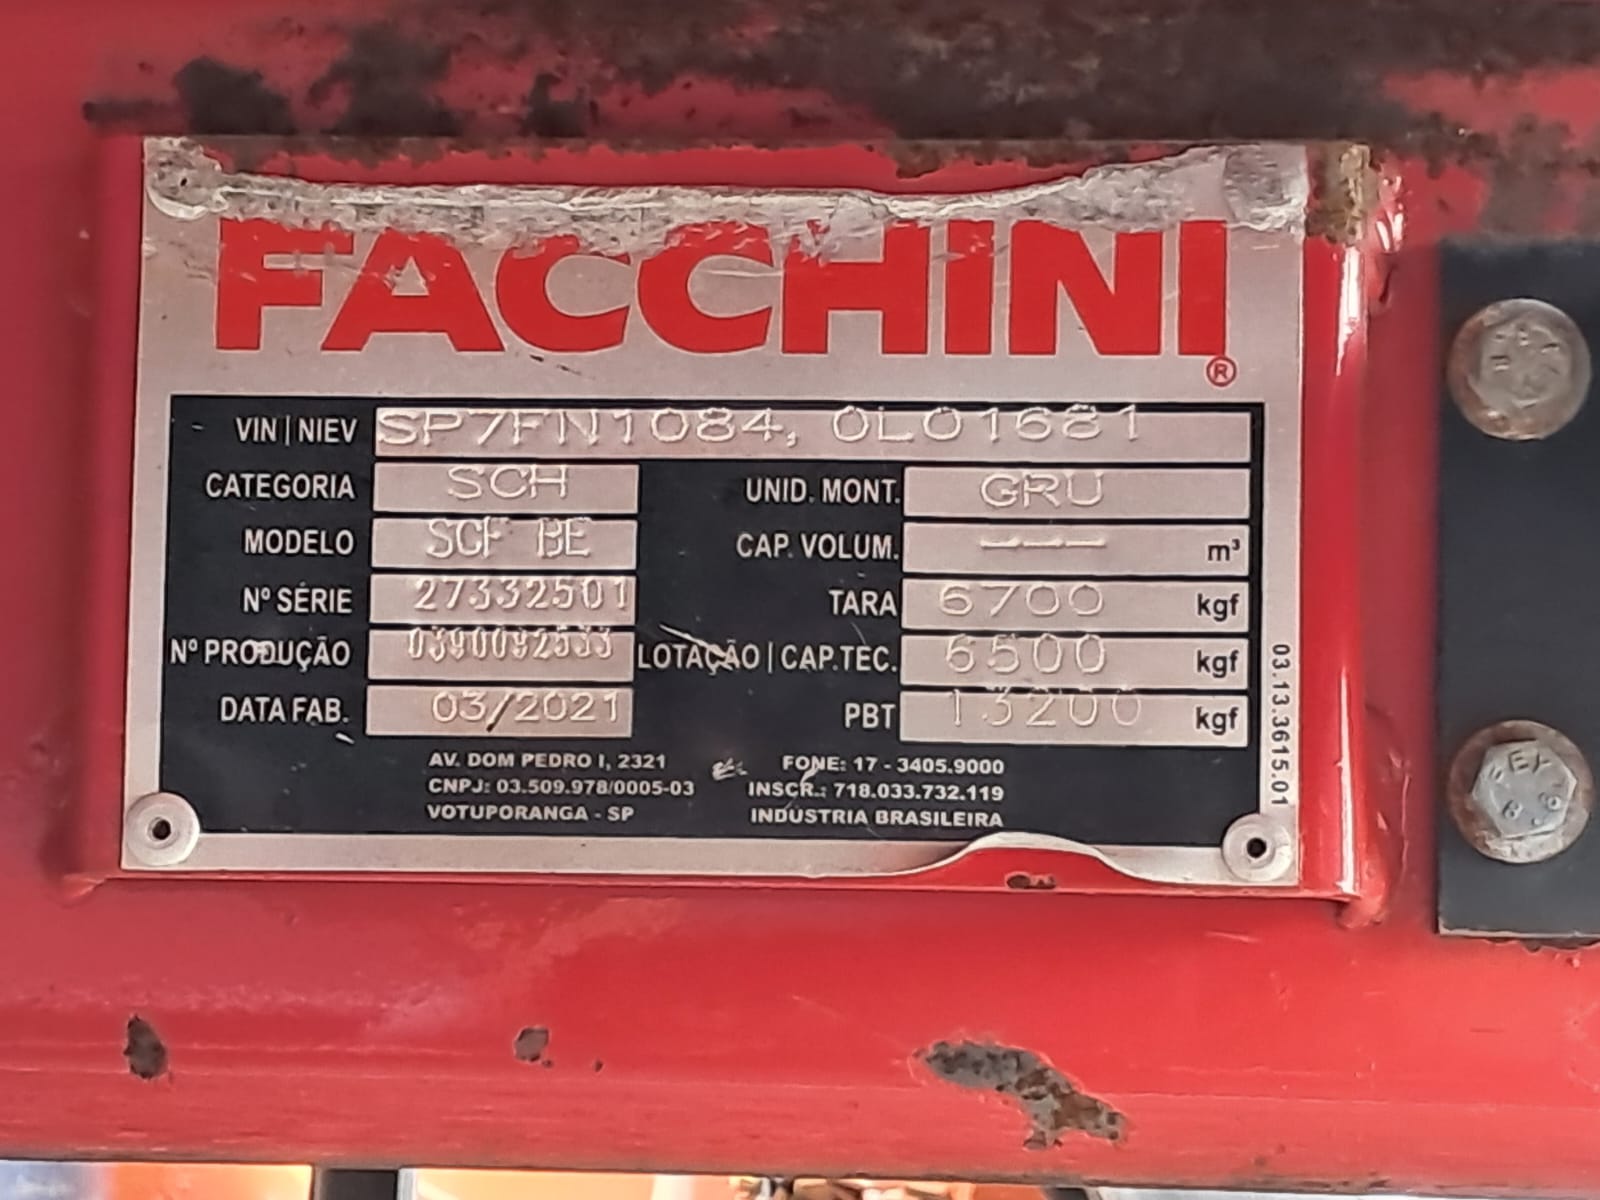 FACCHINI ®
VIN | NIEV SP7FN1084, 0L01681
CATEGORIA SCH UNID. MONT. GRU
MODELO SCF BE CAP. VOLUM. --- m³
Nº SÉRIE 27332501 TARA 6700 kgf
Nº PRODUÇÃO 0390092533 LOTAÇÃO | CAP.TEC. 6500 kgf
DATA FAB. 03/2021 PBT 13200 kgf
AV. DOM PEDRO I, 2321 FONE: 17 - 3405.9000
CNPJ: 03.509.978/0005-03 INSCR.: 718.033.732.119
VOTUPORANGA - SP INDÚSTRIA BRASILEIRA
03.13.3615.01